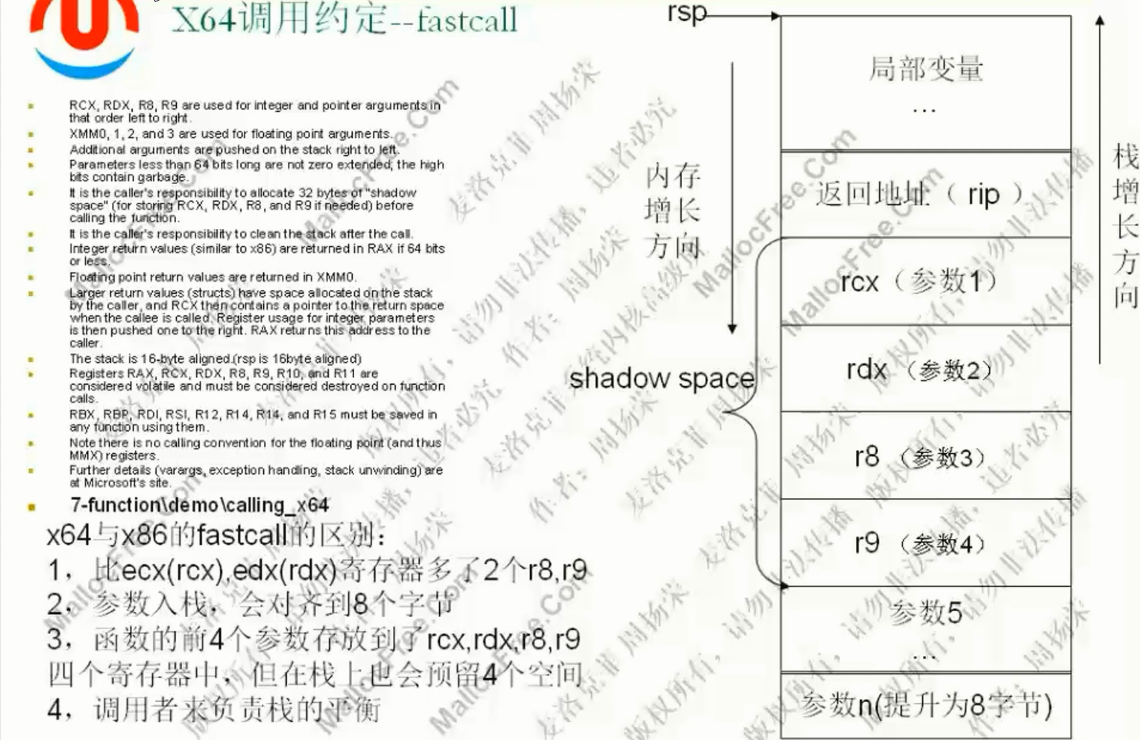 X64调用约定--fastcall
RCX, RDX, R8, R9 are used for integer and pointer arguments in
that order left to right.
XMM0, 1, 2, and 3 are used for floating point arguments.
Additional arguments are pushed on the stack right to left.
Parameters less than 64 bits long are not zero extended; the high
bits contain garbage.
It is the caller's responsibility to allocate 32 bytes of "shadow
space" (for storing RCX, RDX, R8, and R9 if needed) before
calling the function.
It is the caller's responsibility to clean the stack after the call.
Integer return values (similar to x86) are returned in RAX if 64 bits
or less.
Floating point return values are returned in XMM0.
Larger return values (structs) have space allocated on the stack
by the caller, and RCX then contains a pointer to the return space
when the callee is called. Register usage for integer parameters
is then pushed one to the right. RAX returns this address to the
caller.
The stack is 16-byte aligned.(rsp is 16byte aligned)
Registers RAX, RCX, RDX, R8, R9, R10, and R11 are
considered volatile and must be considered destroyed on function
calls.
RBX, RBP, RDI, RSI, R12, R14, R14, and R15 must be saved in
any function using them.
Note there is no calling convention for the floating point (and thus
MMX) registers.
Further details (varargs, exception handling, stack unwinding) are
at Microsoft's site.
7-function\demo\calling_x64
x64与x86的fastcall的区别:
1，比ecx(rcx),edx(rdx)寄存器多了2个r8,r9
2，参数入栈，会对齐到8个字节
3，函数的前4个参数存放到了rcx,rdx,r8,r9
四个寄存器中，但在栈上也会预留4个空间
4，调用者来负责栈的平衡
rsp
内存
增长
方向
shadow space
局部变量
...
返回地址（rip）
rcx（参数1）
rdx（参数2）
r8（参数3）
r9（参数4）
参数5
...
参数n(提升为8字节)
栈
增
长
方
向
MallocFree.Com
麦洛克菲 周扬荣